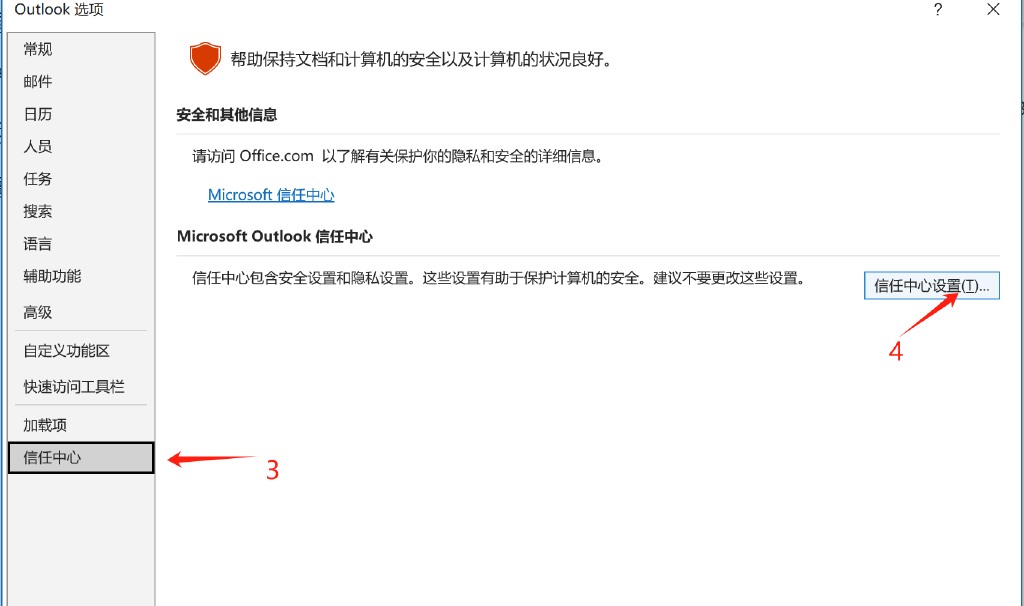 Outlook 选项
?
常规
邮件
日历
人员
任务
搜索
语言
辅助功能
高级
自定义功能区
快速访问工具栏
加载项
信任中心
帮助保持文档和计算机的安全以及计算机的状况良好。
安全和其他信息
请访问 Office.com 以了解有关保护你的隐私和安全的详细信息。
Microsoft 信任中心
Microsoft Outlook 信任中心
信任中心包含安全设置和隐私设置。这些设置有助于保护计算机的安全。建议不要更改这些设置。
信任中心设置(T)...
4
3